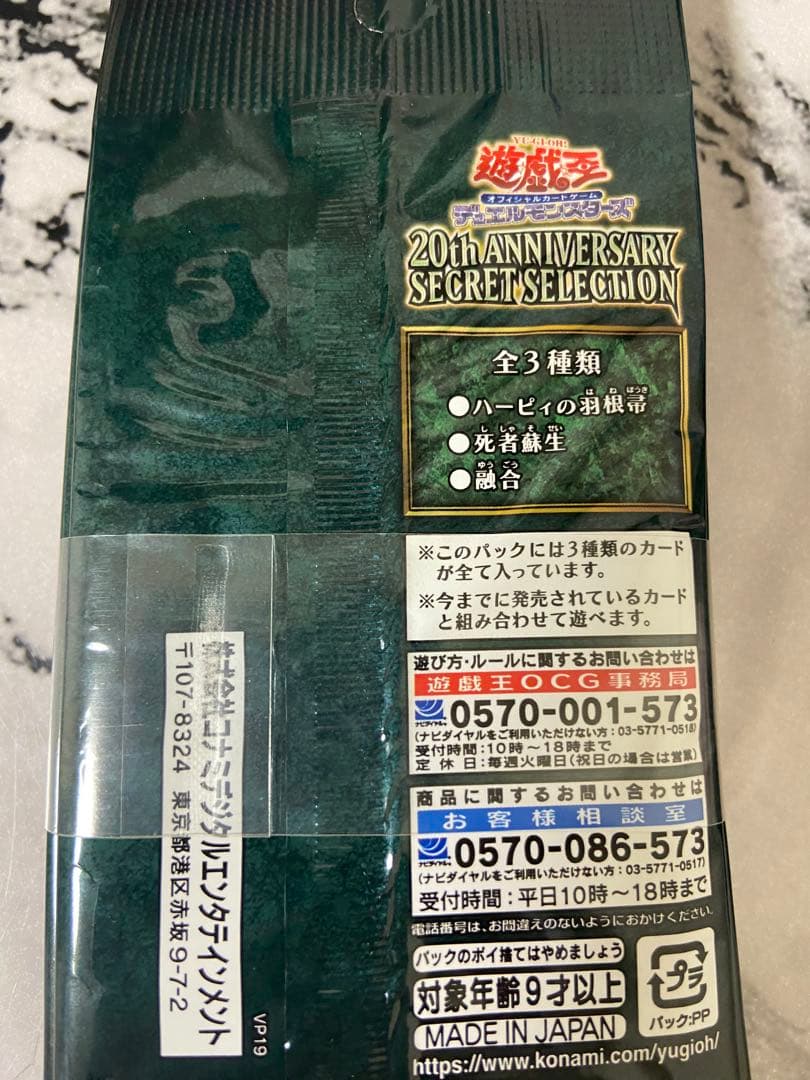 YU-GI-OH!
遊戯王
オフィシャルカードゲーム
デュエルモンスターズ
20th ANNIVERSARY
SECRET SELECTION
全3種類
●ハーピィの羽根帚
●死者蘇生
●融合
※このパックには3種類のカード
が全て入っています。
※今までに発売されているカード
と組み合わせて遊べます。
遊び方・ルールに関するお問い合わせは
遊戯王OCG事務局
ナビダイヤル® 0570-001-573
(ナビダイヤルをご利用いただけない方:03-5771-0518)
受付時間:10時〜18時まで
定休日:毎週火曜日(祝日の場合は営業)
商品に関するお問い合わせは
お客様相談室
ナビダイヤル® 0570-086-573
(ナビダイヤルをご利用いただけない方:03-5771-0517)
受付時間:平日10時〜18時まで
電話番号は、お間違えのないようにおかけください。
パックのポイ捨てはやめましょう
対象年齢9才以上
MADE IN JAPAN
プラ
パック:PP
https://www.konami.com/yugioh/
株式会社コナミデジタルエンタテインメント
〒107-8324 東京都港区赤坂9-7-2
VP19